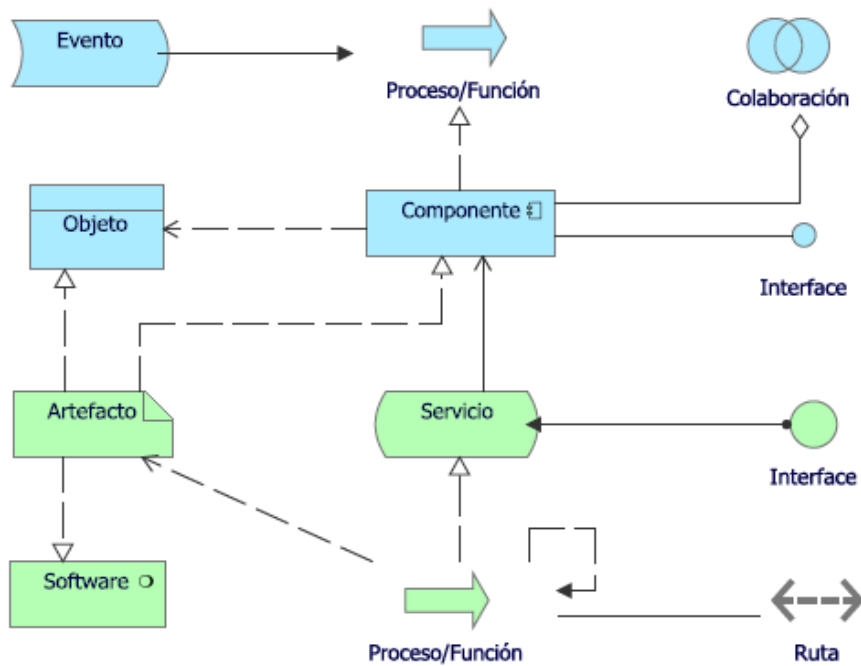 Evento
Proceso/Función
Colaboración
Objeto
Componente
Interface
Artefacto
Servicio
Interface
Software
Proceso/Función
Ruta